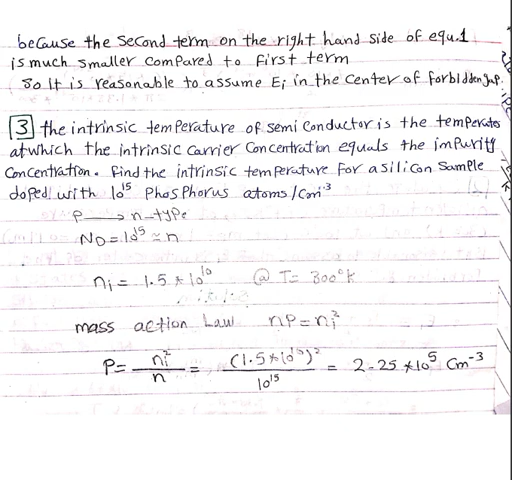 because the second term on the right hand side of equ.1
is much smaller compared to first term
so it is reasonable to assume Ei in the center of forbidden gap.
3 the intrinsic temperature of semiconductor is the temperato
at which the intrinsic carrier concentration equals the impurity
concentration. Find the intrinsic temperature for a silicon sample
doped with 10^15 phosphorus atoms/cm^-3
P → n-type
ND = 10^15 ≈ n
ni = 1.5 * 10^10 @ T= 300°k
mass action Law np = ni^2
P = ni^2/n = (1.5*10^10)^2/10^15 = 2.25 *10^5 Cm^-3